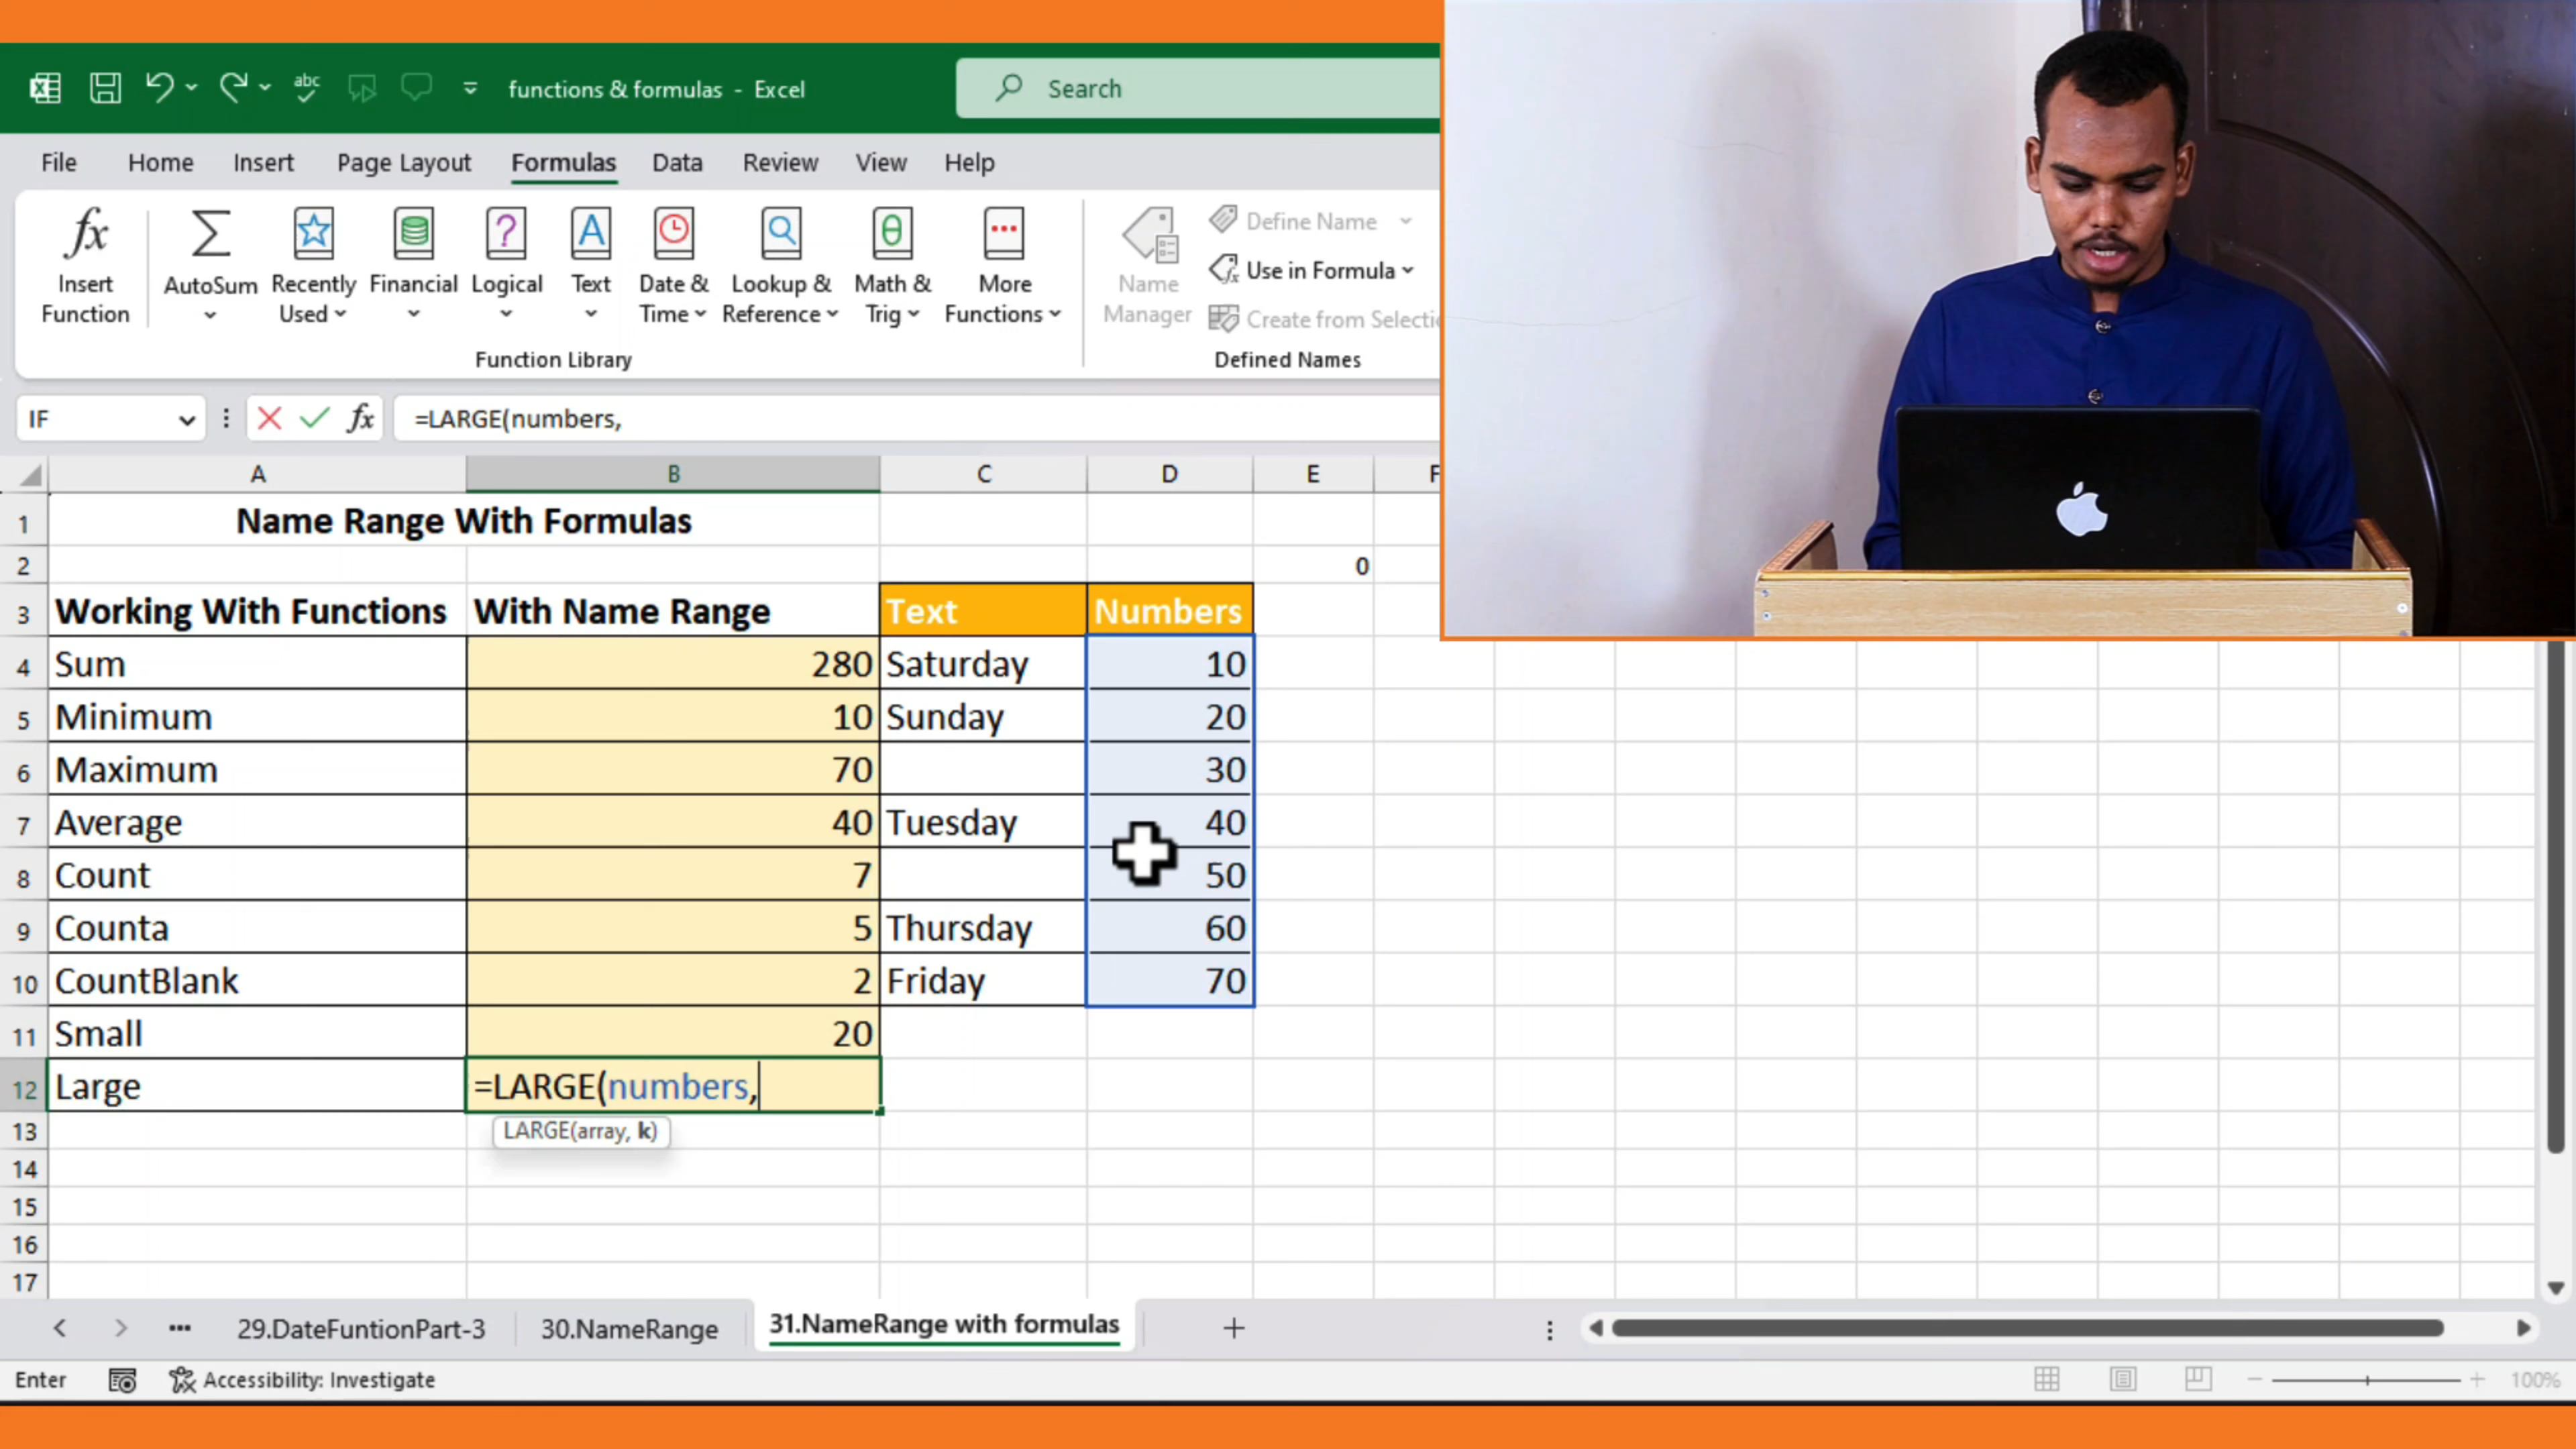 functions & formulas - Excel
Search
File Home Insert Page Layout Formulas Data Review View Help
Insert Function
AutoSum
Recently Used
Financial
Logical
Text
Date & Time
Lookup & Reference
Math & Trig
More Functions
Function Library
Name Manager
Define Name
Use in Formula
Create from Selecti
Defined Names
IF fx =LARGE(numbers,
A B C D E F
1 Name Range With Formulas
2 0
3 Working With Functions With Name Range Text Numbers
4 Sum 280 Saturday 10
5 Minimum 10 Sunday 20
6 Maximum 70 30
7 Average 40 Tuesday 40
8 Count 7 50
9 Counta 5 Thursday 60
10 CountBlank 2 Friday 70
11 Small 20
12 Large =LARGE(numbers,
13 LARGE(array, k)
14
15
16
17
29.DateFuntionPart-3 30.NameRange 31.NameRange with formulas
Enter Accessibility: Investigate 100%